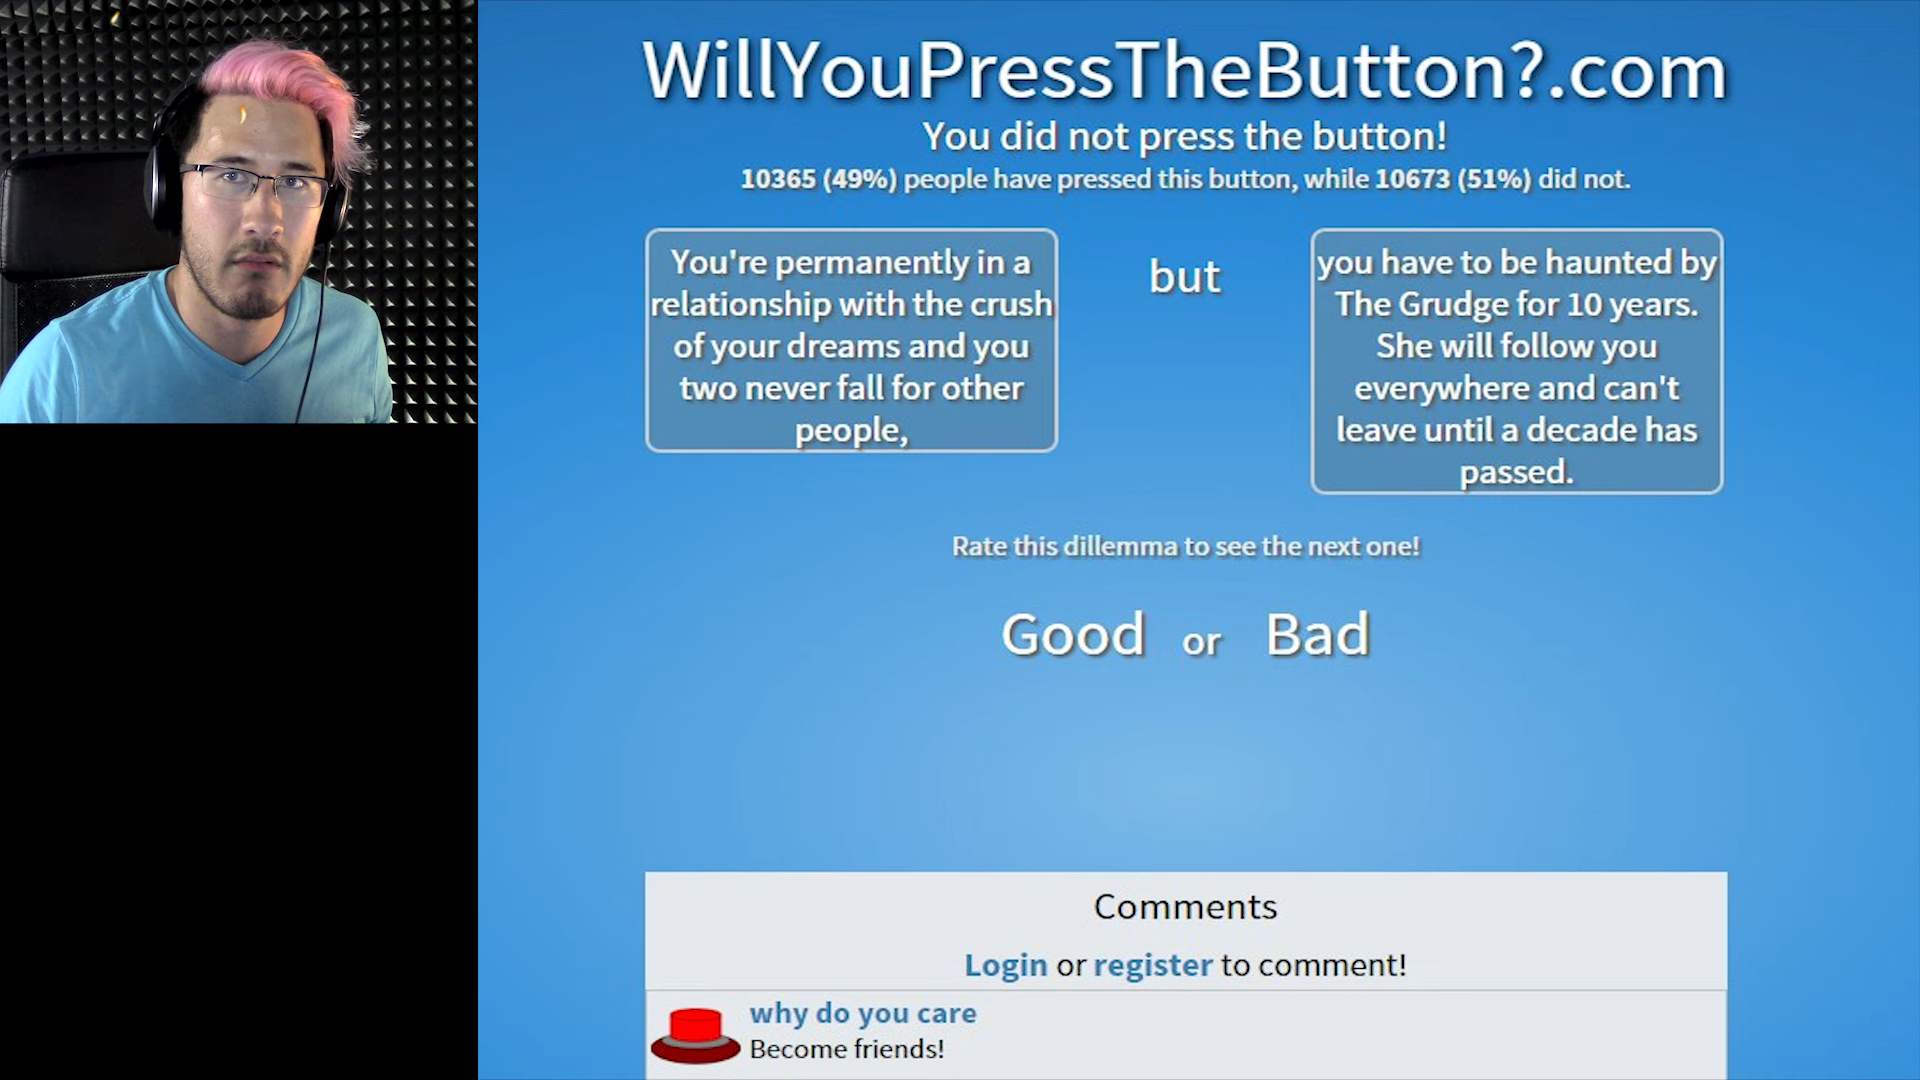 WillYouPressTheButton?.com
You did not press the button!
10365 (49%) people have pressed this button, while 10673 (51%) did not.
You're permanently in a
relationship with the crush
of your dreams and you
two never fall for other
people,
but
you have to be haunted by
The Grudge for 10 years.
She will follow you
everywhere and can't
leave until a decade has
passed.
Rate this dillemma to see the next one!
Good or Bad
Comments
Login or register to comment!
why do you care
Become friends!